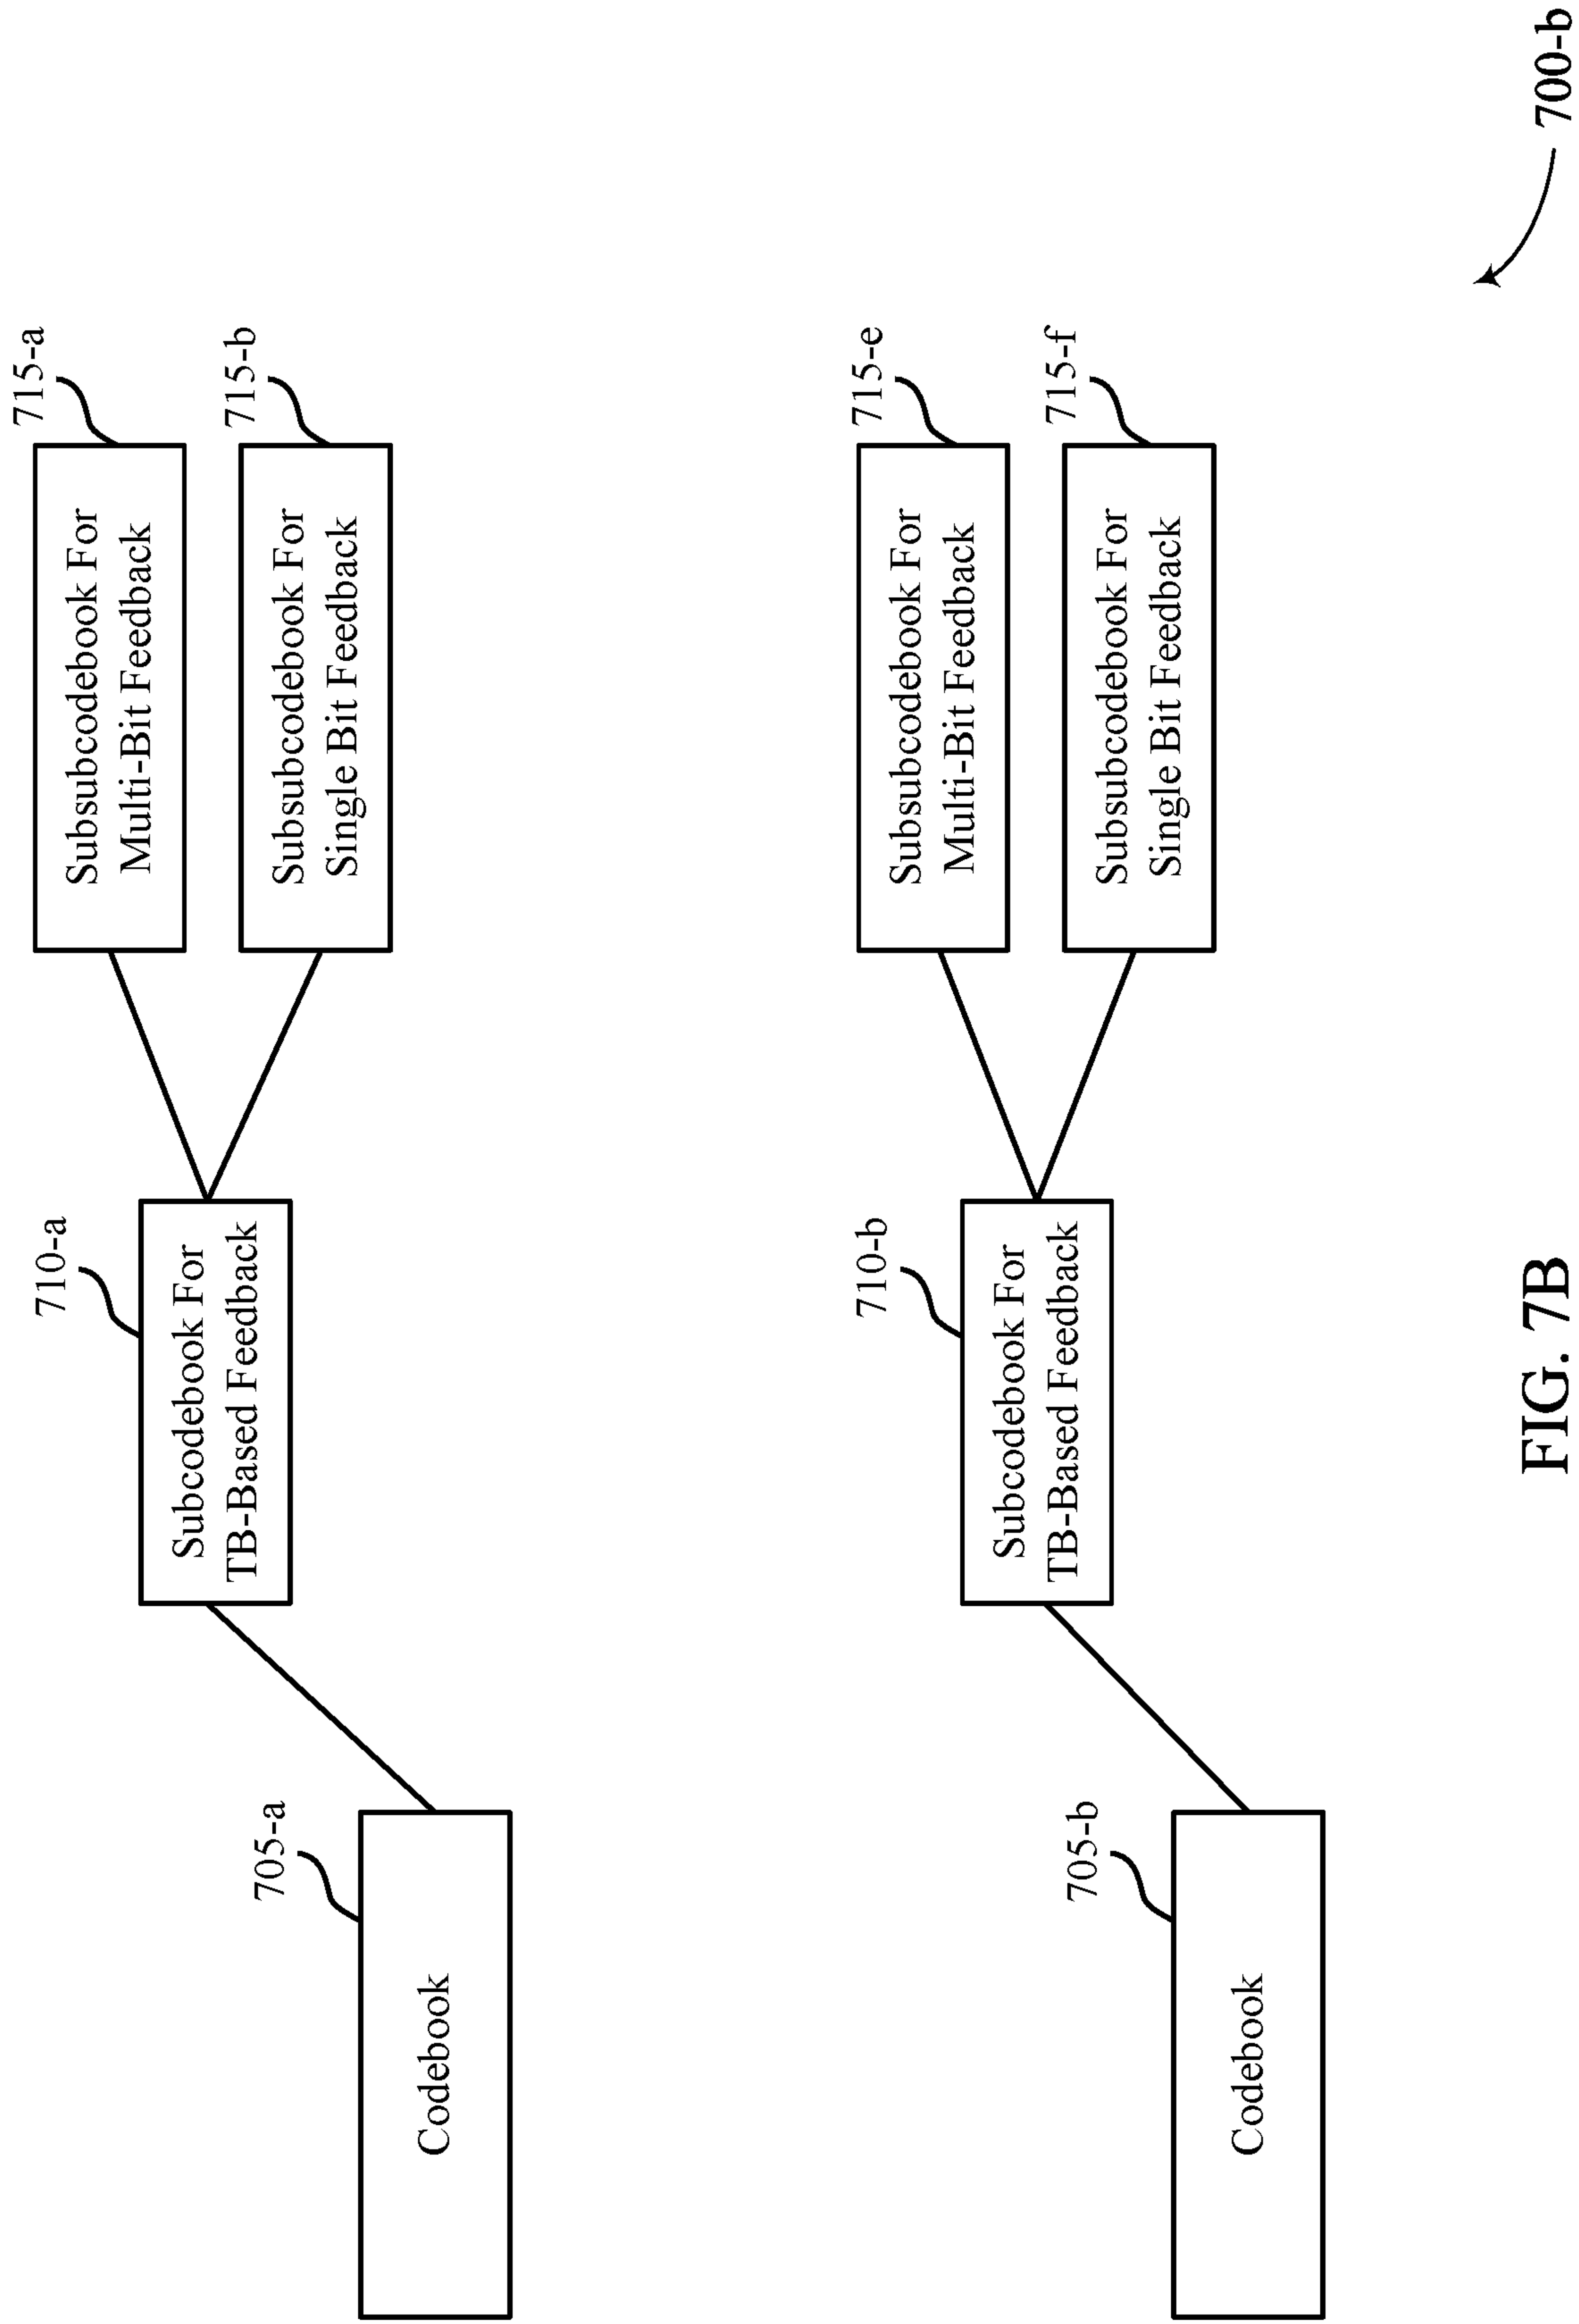 715-a
Subsubcodebook For
Multi-Bit Feedback
715-b
Subsubcodebook For
Single Bit Feedback
710-a
Subcodebook For
TB-Based Feedback
705-a
Codebook
715-e
Subsubcodebook For
Multi-Bit Feedback
715-f
Subsubcodebook For
Single Bit Feedback
710-b
Subcodebook For
TB-Based Feedback
705-b
Codebook
700-b
FIG. 7B